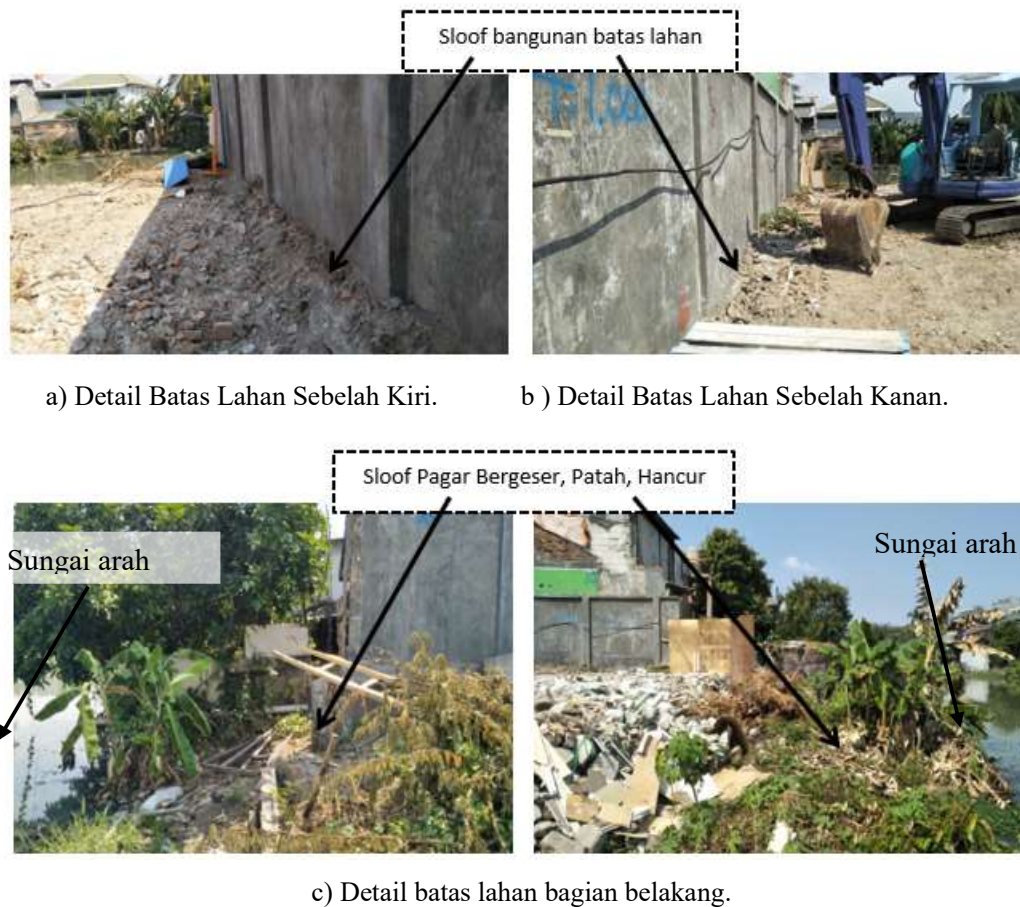 Sloof bangunan batas lahan
a) Detail Batas Lahan Sebelah Kiri.
b ) Detail Batas Lahan Sebelah Kanan.
Sloof Pagar Bergeser, Patah, Hancur
Sungai arah
Sungai arah
c) Detail batas lahan bagian belakang.